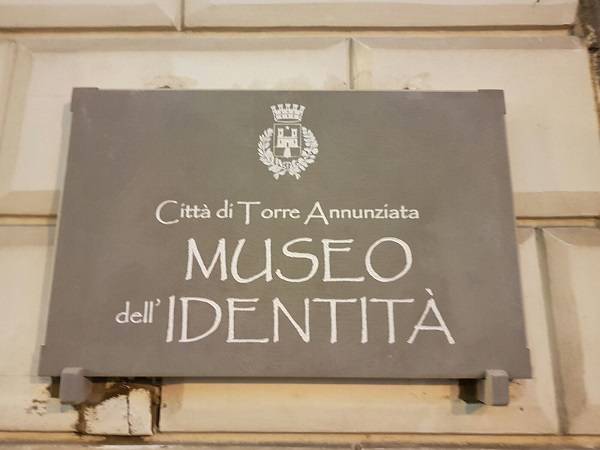 Città di Torre Annunziata
MUSEO
dell'IDENTITÀ